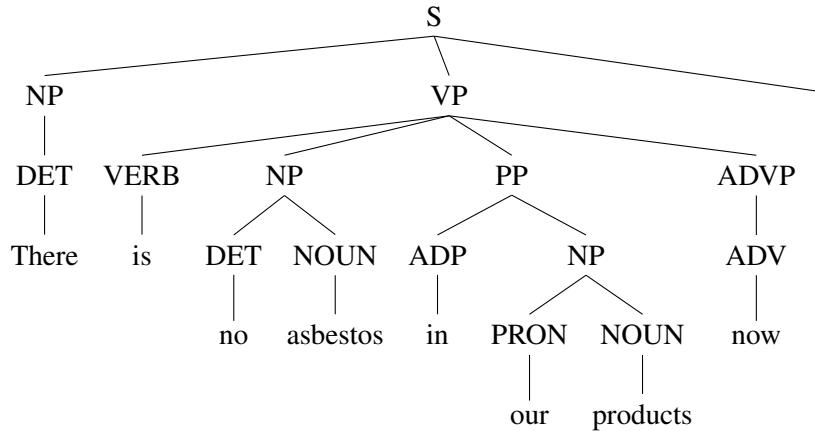 S
NP VP
DET VERB NP PP ADVP
There is DET NOUN ADP NP ADV
no asbestos in PRON NOUN now
our products